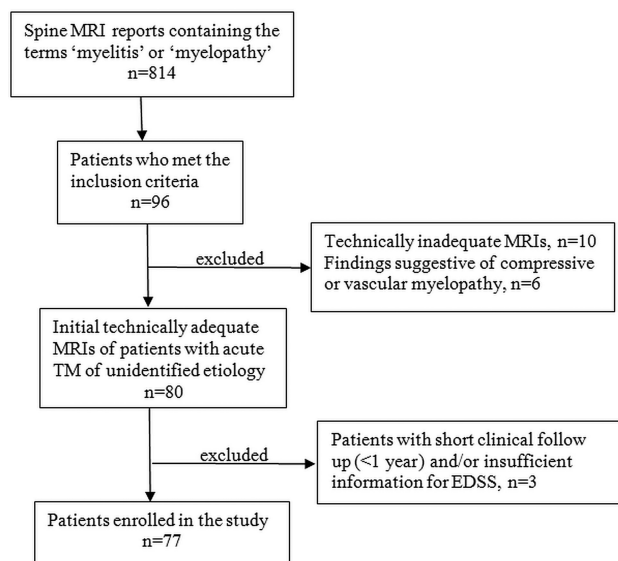 Spine MRI reports containing the
terms ‘myelitis’ or ‘myelopathy’
n=814
Patients who met the
inclusion criteria
n=96
excluded
Technically inadequate MRIs, n=10
Findings suggestive of compressive
or vascular myelopathy, n=6
Initial technically adequate
MRIs of patients with acute
TM of unidentified etiology
n=80
excluded
Patients with short clinical follow
up (<1 year) and/or insufficient
information for EDSS, n=3
Patients enrolled in the study
n=77